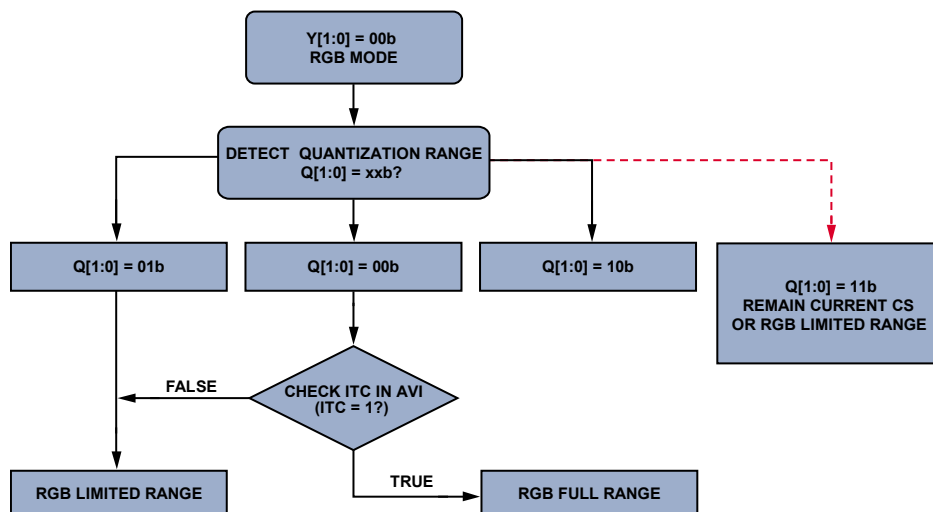 Y[1:0] = 00b
RGB MODE
DETECT QUANTIZATION RANGE
Q[1:0] = xxb?
Q[1:0] = 01b
Q[1:0] = 00b
Q[1:0] = 10b
Q[1:0] = 11b
REMAIN CURRENT CS
OR RGB LIMITED RANGE
FALSE
CHECK ITC IN AVI
(ITC = 1?)
TRUE
RGB LIMITED RANGE
RGB FULL RANGE